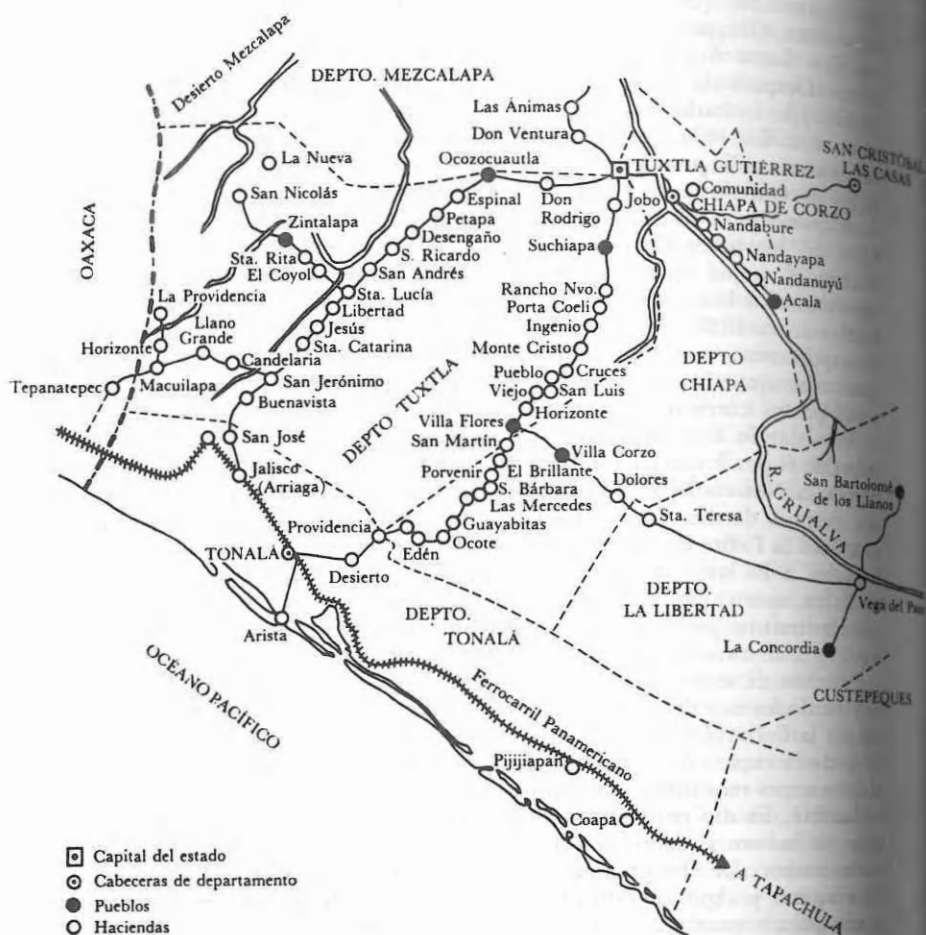 Desierto Mezcalapa
DEPTO. MEZCALAPA
Las Ánimas
Don Ventura
La Nueva
Ocozocuautla
TUXTLA GUTIÉRREZ
SAN CRISTÓBAL
LAS CASAS
San Nicolás
Espinal
Don
Rodrigo
Jobo
Comunidad
CHIAPA DE CORZO
OAXACA
Zintalapa
Petapa
Nandabure
Desengaño
Suchiapa
Sta. Rita
S. Ricardo
Nandayapa
El Coyol
San Andrés
Nandanuyú
La Providencia
Sta. Lucía
Rancho Nvo.
Acala
Llano
Grande
Libertad
Porta Coeli
Jesús
Ingenio
Horizonte
Sta. Catarina
Monte Cristo
Candelaria
DEPTO
CHIAPA
Tepanatepec
Macuilapa
San Jerónimo
Pueblo
Viejo
Cruces
San Luis
Buenavista
DEPTO TUXTLA
Horizonte
Villa Flores
San José
San Martín
Villa Corzo
Jalisco
(Arriaga)
Porvenir
El Brillante
S. Bárbara
Dolores
R. GRIJALVA
San Bartolomé
de los Llanos
Las Mercedes
Providencia
Guayabitas
Sta. Teresa
TONALÁ
Edén
Ocote
Desierto
DEPTO.
LA LIBERTAD
Vega del
Arista
DEPTO.
TONALÁ
La Concordia
OCÉANO PACÍFICO
CUSTEPEQUES
Ferrocarril Panamericano
Pijijiapan
Coapa
A TAPACHULA
Capital del estado
Cabeceras de departamento
Pueblos
Haciendas